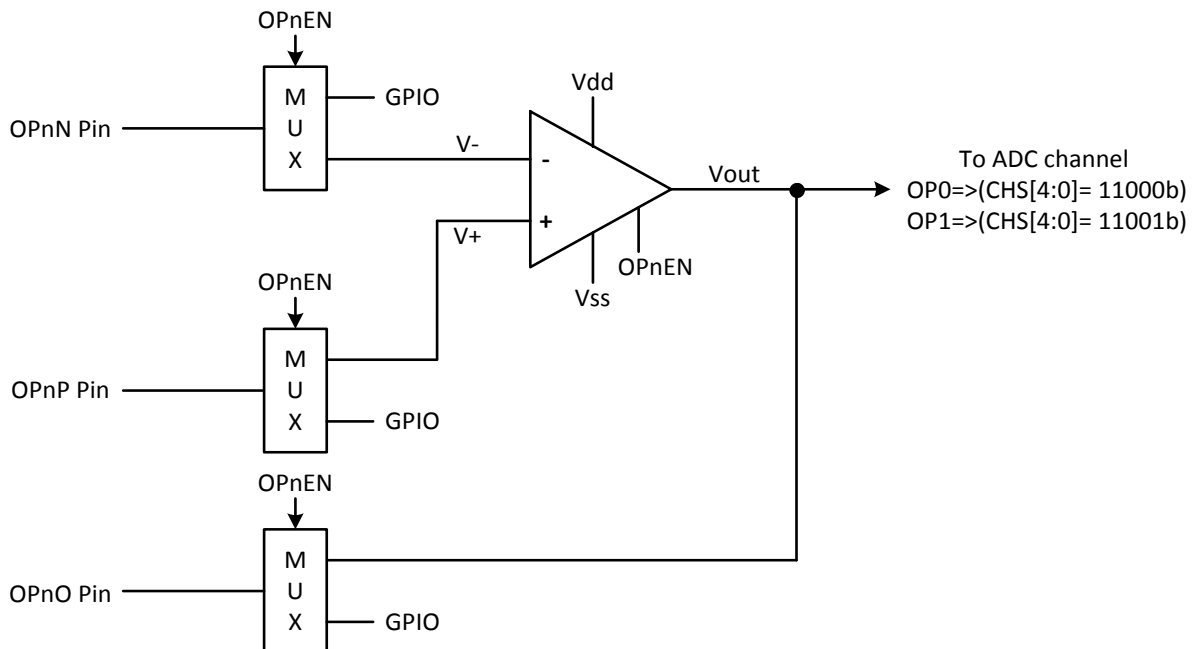 OPnEN
M
U
X
GPIO
OPnN Pin
V-
Vdd
-
+
V+
Vout
OPnEN
Vss
To ADC channel
OP0=>(CHS[4:0]= 11000b)
OP1=>(CHS[4:0]= 11001b)
OPnEN
M
U
X
OPnP Pin
GPIO
OPnEN
M
U
X
OPnO Pin
GPIO